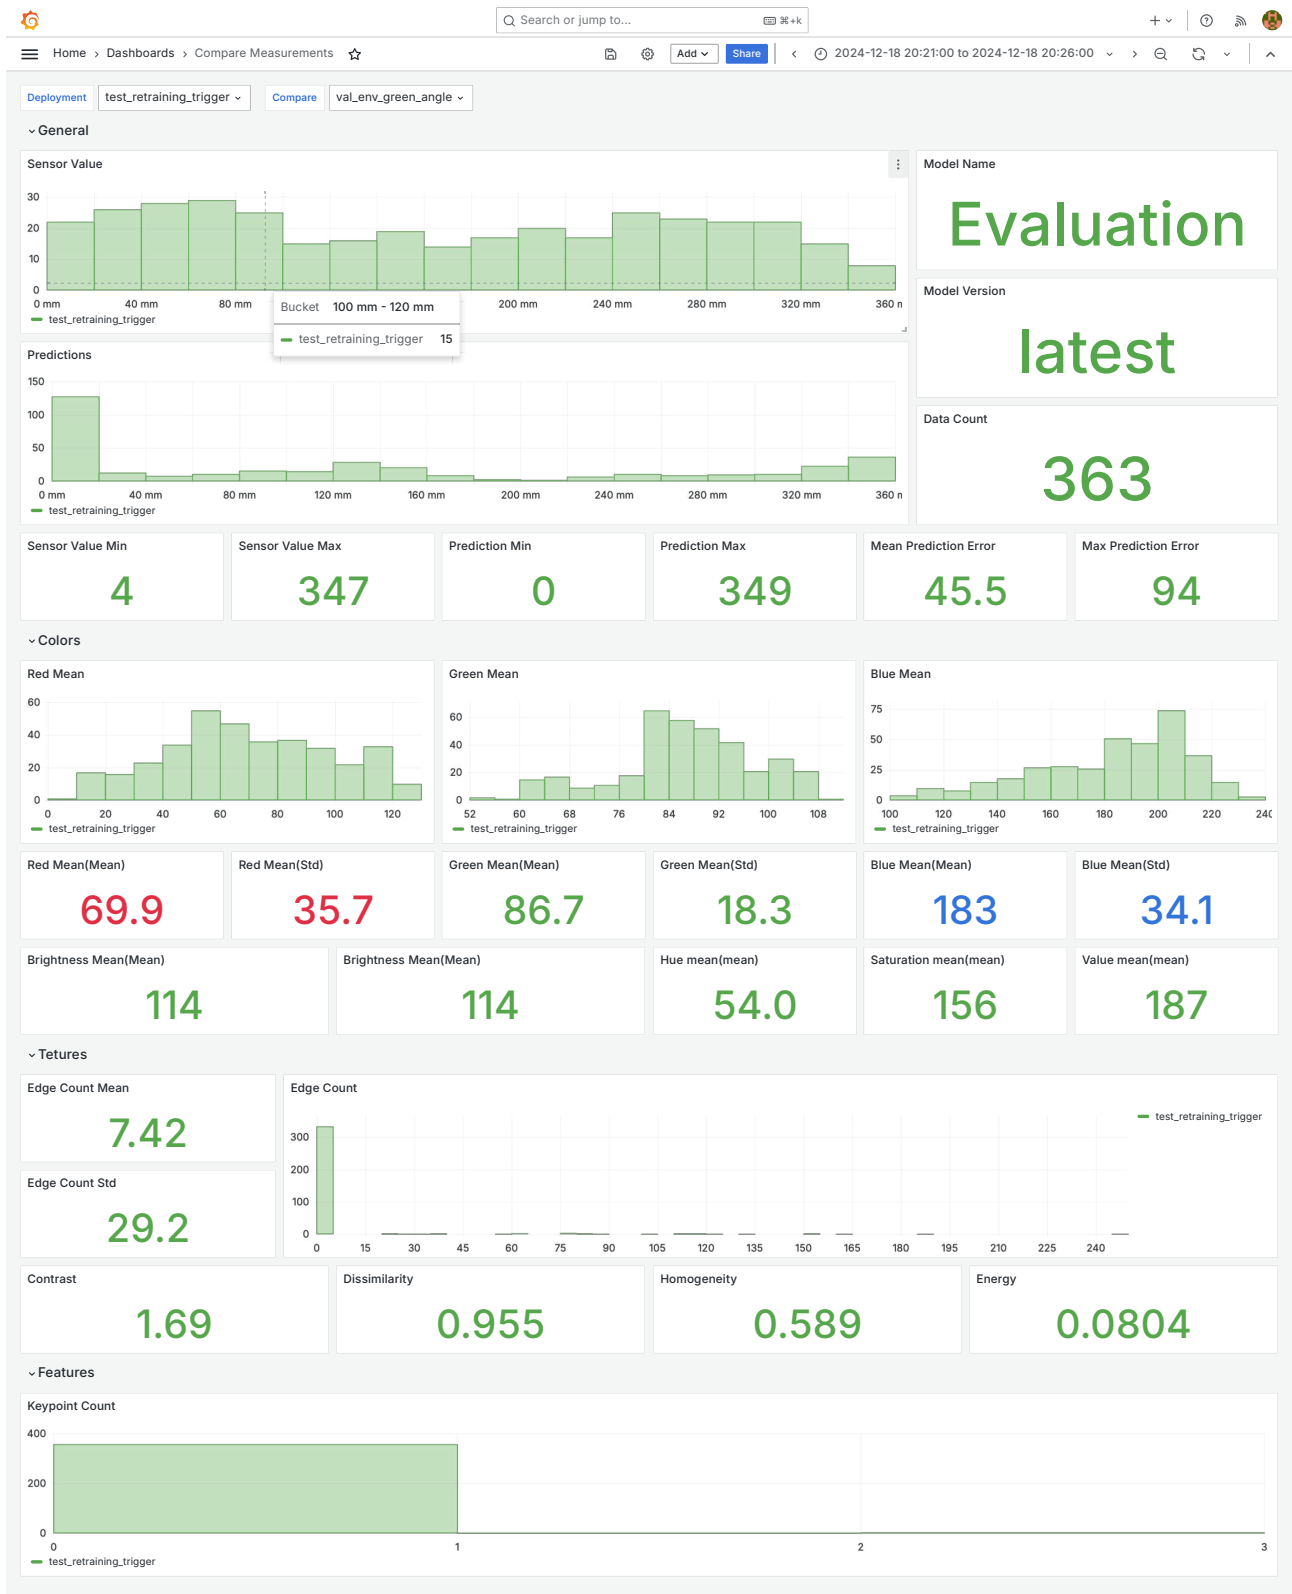 Search or jump to... ⌘+k
Home › Dashboards › Compare Measurements Add Share 2024-12-18 20:21:00 to 2024-12-18 20:26:00
Deployment test_retraining_trigger Compare val_env_green_angle
General
Sensor Value
30
20
10
0
0 mm 40 mm 80 mm 200 mm 240 mm 280 mm 320 mm 360 m
test_retraining_trigger
Bucket 100 mm - 120 mm
test_retraining_trigger 15
Model Name
Evaluation
Model Version
latest
Data Count
363
Predictions
150
100
50
0
0 mm 40 mm 80 mm 120 mm 160 mm 200 mm 240 mm 280 mm 320 mm 360 m
test_retraining_trigger
Sensor Value Min
4
Sensor Value Max
347
Prediction Min
0
Prediction Max
349
Mean Prediction Error
45.5
Max Prediction Error
94
Colors
Red Mean
60
40
20
0
0 20 40 60 80 100 120
test_retraining_trigger
Green Mean
60
40
20
0
52 60 68 76 84 92 100 108
test_retraining_trigger
Blue Mean
75
50
25
0
100 120 140 160 180 200 220 240
test_retraining_trigger
Red Mean(Mean)
69.9
Red Mean(Std)
35.7
Green Mean(Mean)
86.7
Green Mean(Std)
18.3
Blue Mean(Mean)
183
Blue Mean(Std)
34.1
Brightness Mean(Mean)
114
Brightness Mean(Mean)
114
Hue mean(mean)
54.0
Saturation mean(mean)
156
Value mean(mean)
187
Tetures
Edge Count Mean
7.42
Edge Count Std
29.2
Edge Count
300
200
100
0
0 15 30 45 60 75 90 105 120 135 150 165 180 195 210 225 240
test_retraining_trigger
Contrast
1.69
Dissimilarity
0.955
Homogeneity
0.589
Energy
0.0804
Features
Keypoint Count
400
200
0
0 1 2 3
test_retraining_trigger